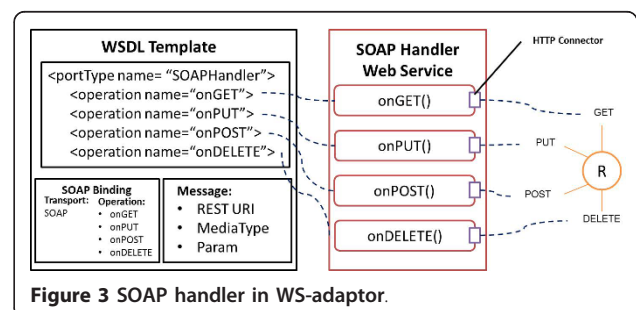 WSDL Template
<portType name= “SOAPHandler”>
<operation name=“onGET”>
<operation name=“onPUT”>
<operation name=“onPOST”>
<operation name=“onDELETE”>
SOAP Binding
Transport: Operation:
SOAP • onGET
• onPUT
• onPOST
• onDELETE
Message:
• REST URI
• MediaType
• Param
SOAP Handler
Web Service
onGET()
onPUT()
onPOST()
onDELETE()
HTTP Connector
GET
PUT
R
POST
DELETE
Figure 3 SOAP handler in WS-adaptor.